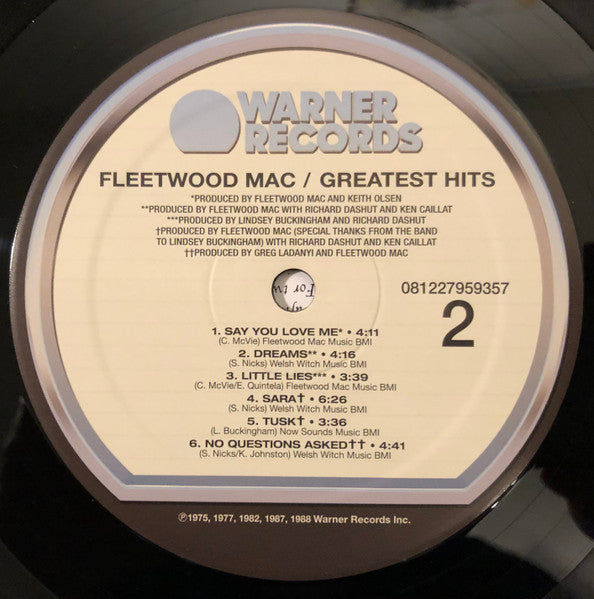 WARNER
RECORDS
FLEETWOOD MAC / GREATEST HITS
*PRODUCED BY FLEETWOOD MAC AND KEITH OLSEN
**PRODUCED BY FLEETWOOD MAC WITH RICHARD DASHUT AND KEN CAILLAT
***PRODUCED BY LINDSEY BUCKINGHAM AND RICHARD DASHUT
†PRODUCED BY FLEETWOOD MAC (SPECIAL THANKS FROM THE BAND
TO LINDSEY BUCKINGHAM) WITH RICHARD DASHUT AND KEN CAILLAT
††PRODUCED BY GREG LADANYI AND FLEETWOOD MAC
081227959357
2
1. SAY YOU LOVE ME* • 4:11
(C. McVie) Fleetwood Mac Music BMI
2. DREAMS** • 4:16
(S. Nicks) Welsh Witch Music BMI
3. LITTLE LIES*** • 3:39
(C. McVie/E. Quintela) Fleetwood Mac Music BMI
4. SARA† • 6:26
(S. Nicks) Welsh Witch Music BMI
5. TUSK† • 3:36
(L. Buckingham) Now Sounds Music BMI
6. NO QUESTIONS ASKED†† • 4:41
(S. Nicks/K. Johnston) Welsh Witch Music BMI
℗1975, 1977, 1982, 1987, 1988 Warner Records Inc.